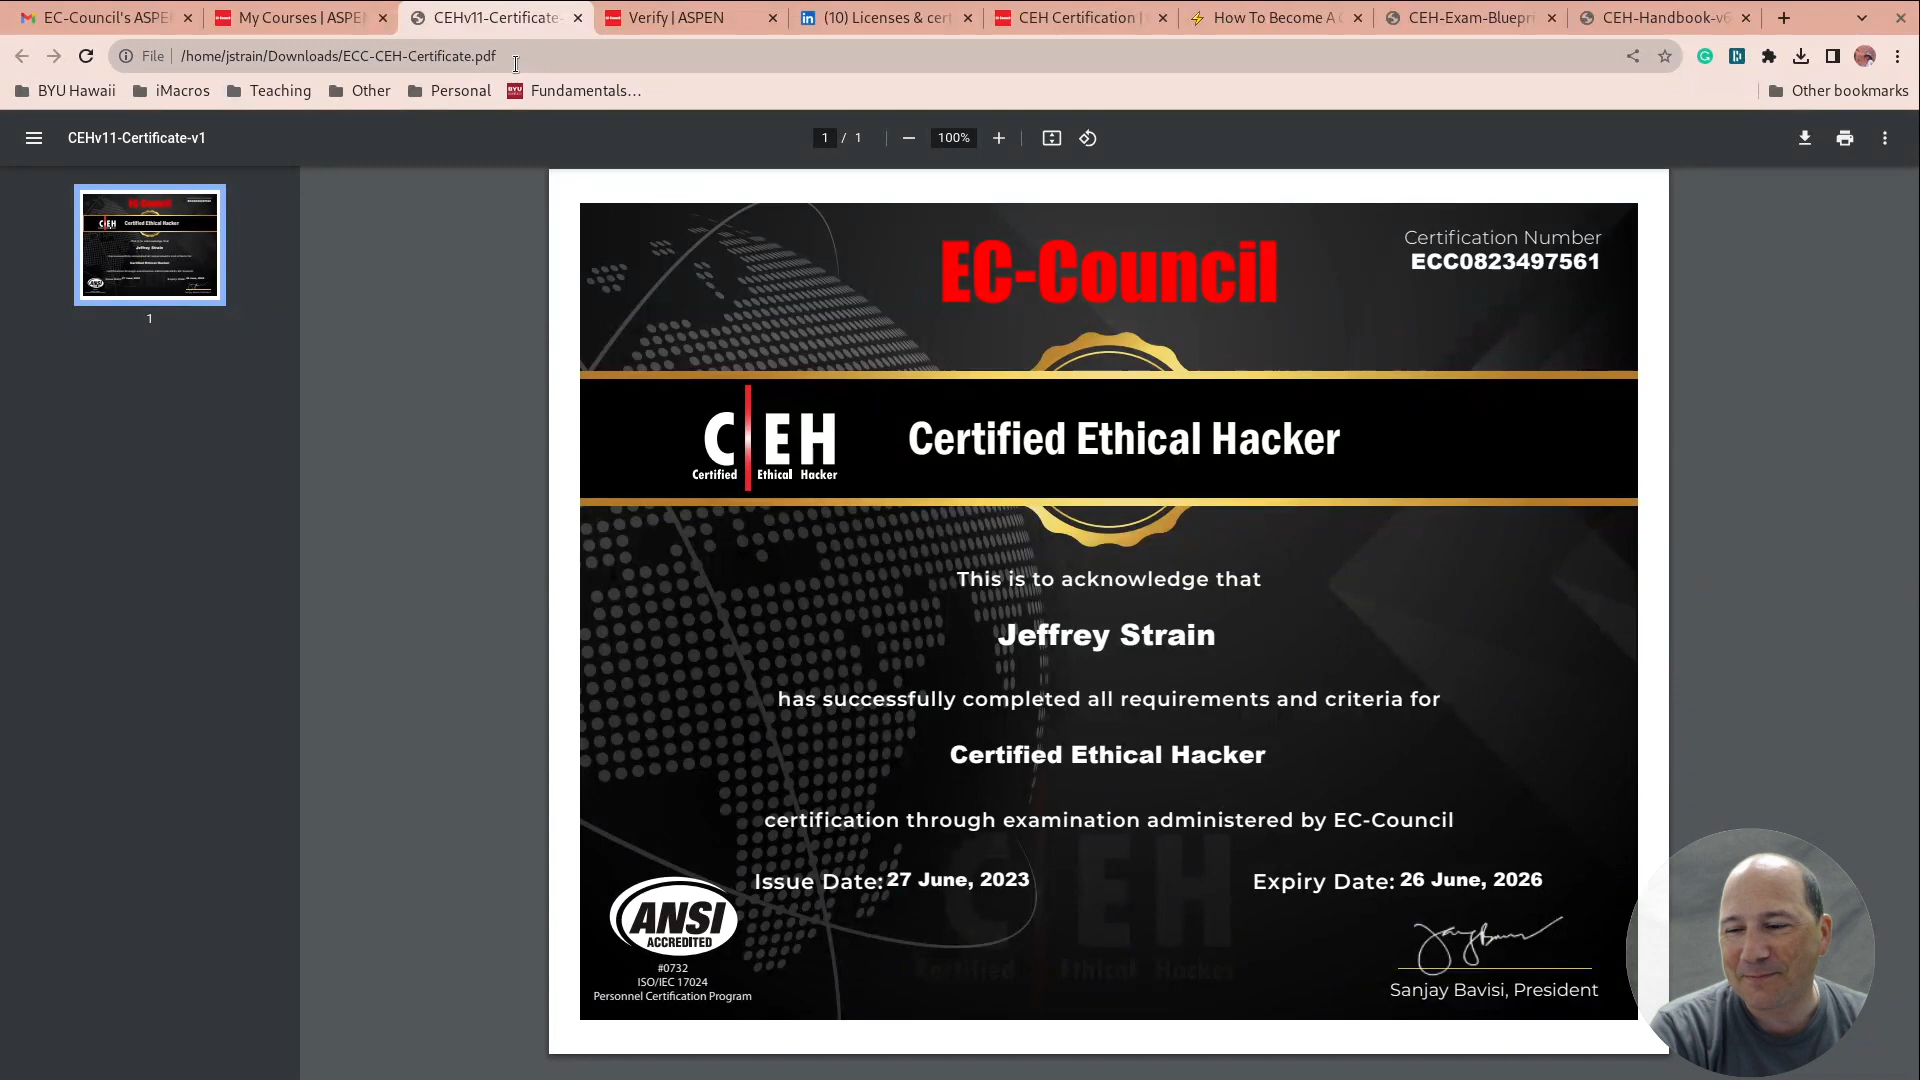 EC-Council's ASPE
My Courses | ASPE
CEHv11-Certificate-
Verify | ASPEN
(10) Licenses & cert
CEH Certification |
How To Become A C
CEH-Exam-Bluepri
CEH-Handbook-v6
File /home/jstrain/Downloads/ECC-CEH-Certificate.pdf
BYU Hawaii iMacros Teaching Other Personal Fundamentals… Other bookmarks
CEHv11-Certificate-v1
1 / 1 100%
1
EC-Council
Certification Number
ECC0823497561
C EH
Certified Ethical Hacker
Certified Ethical Hacker
This is to acknowledge that
Jeffrey Strain
has successfully completed all requirements and criteria for
Certified Ethical Hacker
certification through examination administered by EC-Council
Issue Date: 27 June, 2023
Expiry Date: 26 June, 2026
ANSI
ACCREDITED
#0732
ISO/IEC 17024
Personnel Certification Program
Sanjay Bavisi, President